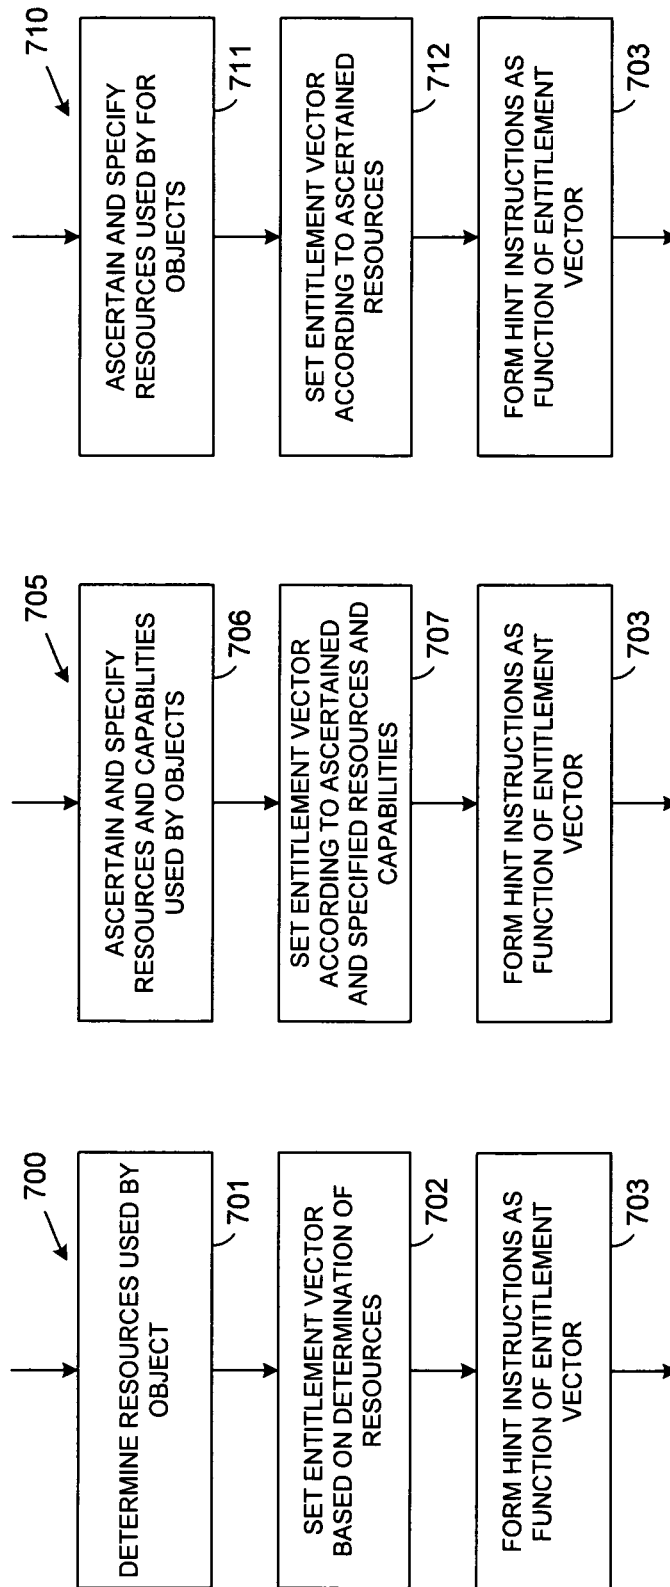 700
DETERMINE RESOURCES USED BY
OBJECT
701
SET ENTITLEMENT VECTOR
BASED ON DETERMINATION OF
RESOURCES
702
FORM HINT INSTRUCTIONS AS
FUNCTION OF ENTITLEMENT
VECTOR
703
705
ASCERTAIN AND SPECIFY
RESOURCES AND CAPABILITIES
USED BY OBJECTS
706
SET ENTITLEMENT VECTOR
ACCORDING TO ASCERTAINED
AND SPECIFIED RESOURCES AND
CAPABILITIES
707
FORM HINT INSTRUCTIONS AS
FUNCTION OF ENTITLEMENT
VECTOR
703
710
ASCERTAIN AND SPECIFY
RESOURCES USED BY FOR
OBJECTS
711
SET ENTITLEMENT VECTOR
ACCORDING TO ASCERTAINED
RESOURCES
712
FORM HINT INSTRUCTIONS AS
FUNCTION OF ENTITLEMENT
VECTOR
703